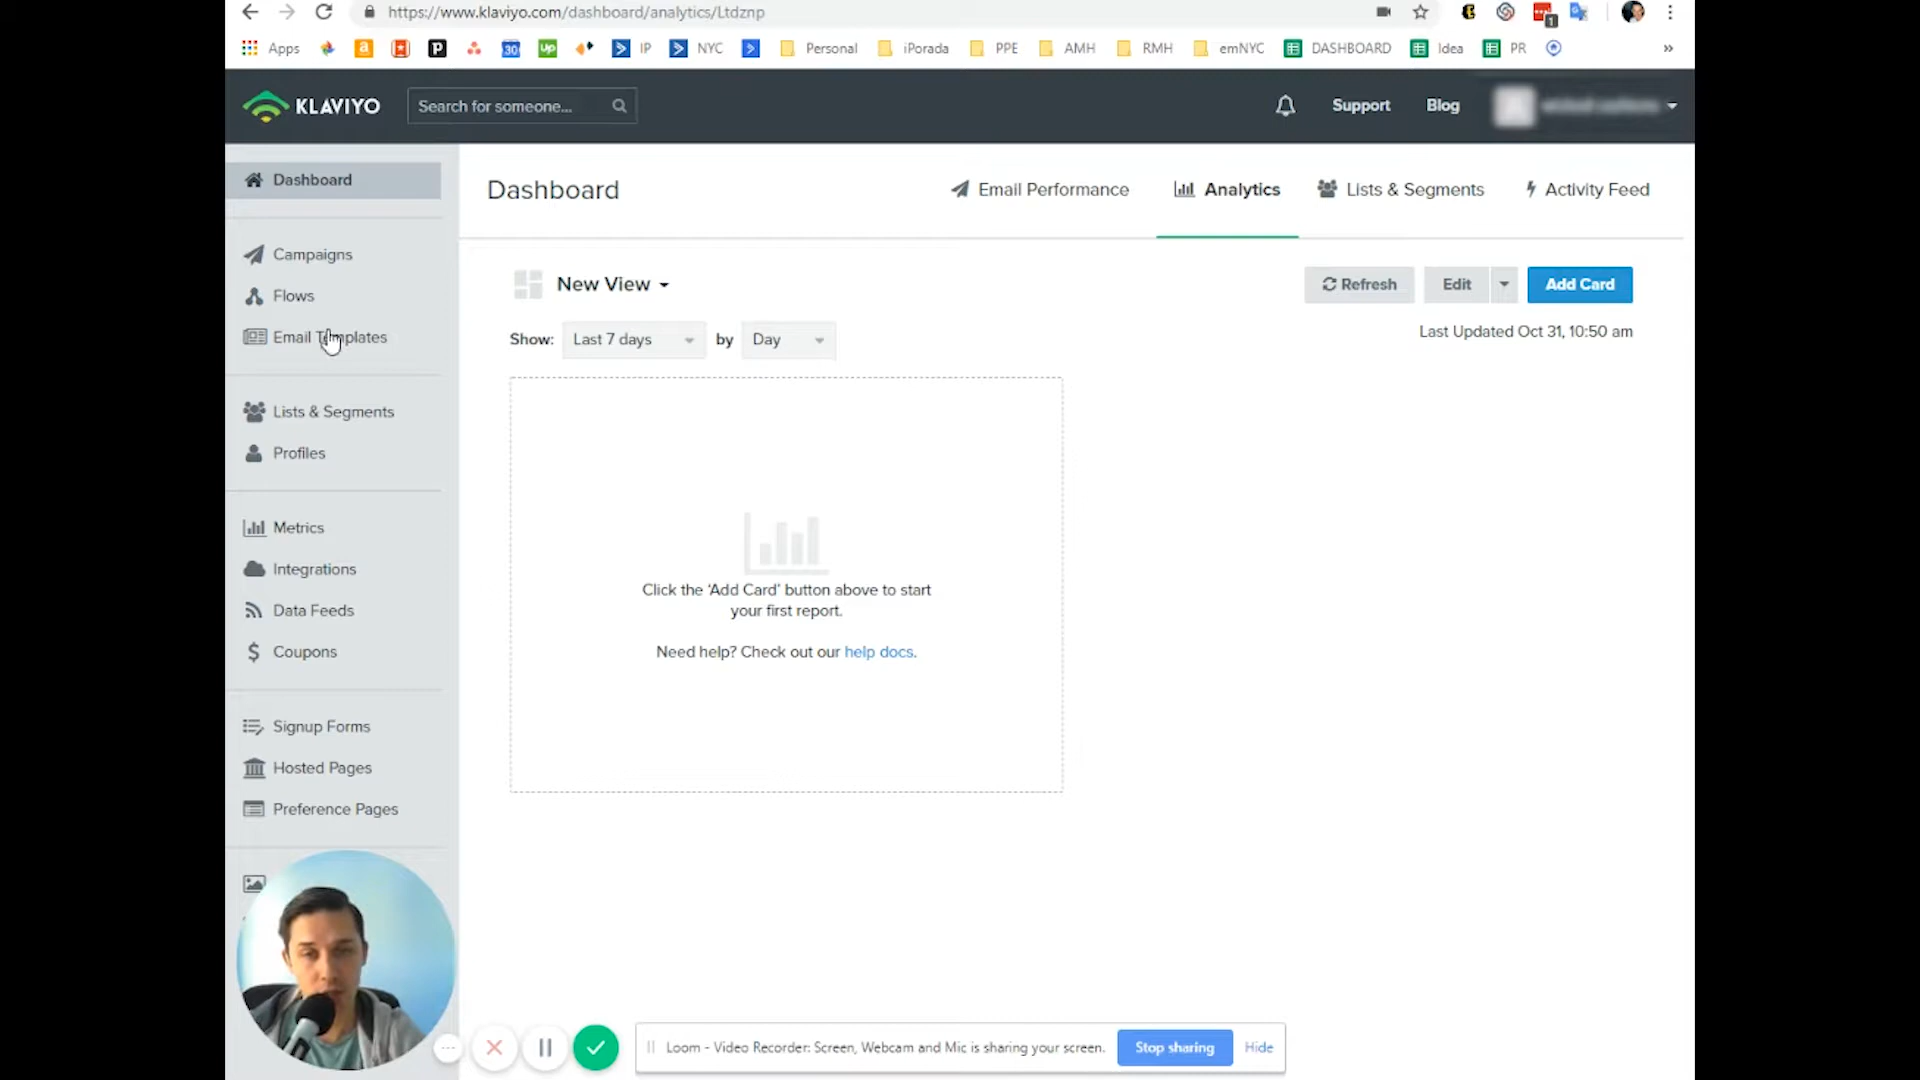 https://www.klaviyo.com/dashboard/analytics/Ltdznp
1
Apps
a
p
30
up
IP
NYC
Personal
iPorada
PPE
AMH
RMH
emNYC
DASHBOARD
Idea
PR
»
KLAVIYO
Search for someone...
Support
Blog
Dashboard
Campaigns
Flows
Email Templates
Lists & Segments
Profiles
Metrics
Integrations
Data Feeds
Coupons
Signup Forms
Hosted Pages
Preference Pages
Dashboard
Email Performance
Analytics
Lists & Segments
Activity Feed
New View
Refresh
Edit
Add Card
Show: Last 7 days by Day
Last Updated Oct 31, 10:50 am
Click the 'Add Card' button above to start
your first report.
Need help? Check out our help docs.
Loom - Video Recorder: Screen, Webcam and Mic is sharing your screen.
Stop sharing
Hide